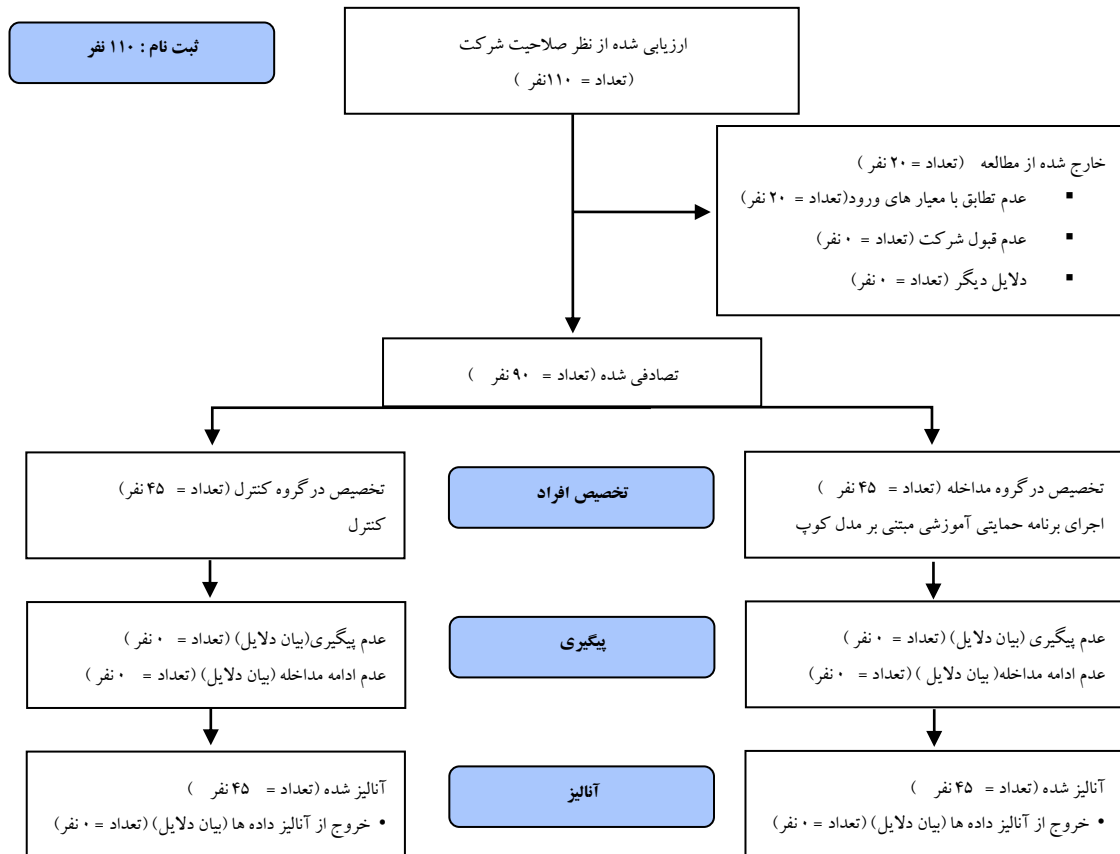 ثبت نام : ۱۱۰ نفر
ارزیابی شده از نظر صلاحیت شرکت
(تعداد = ۱۱۰نفر )
خارج شده از مطالعه (تعداد = ۲۰ نفر )
▪ عدم تطابق با معیار های ورود(تعداد = ۲۰ نفر)
▪ عدم قبول شرکت (تعداد = ۰ نفر)
▪ دلایل دیگر (تعداد = ۰ نفر)
تصادفی شده (تعداد = ۹۰ نفر )
تخصیص افراد
تخصیص در گروه مداخله (تعداد = ۴۵ نفر )
اجرای برنامه حمایتی آموزشی مبتنی بر مدل کوپ
تخصیص در گروه کنترل (تعداد = ۴۵ نفر)
کنترل
پیگیری
عدم پیگیری (بیان دلایل) (تعداد = ۰ نفر )
عدم ادامه مداخله( بیان دلایل ) (تعداد = ۰ نفر)
عدم پیگیری(بیان دلایل) (تعداد = ۰ نفر )
عدم ادامه مداخله (بیان دلایل) (تعداد = ۰ نفر )
آنالیز
آنالیز شده (تعداد = ۴۵ نفر )
• خروج از آنالیز داده ها (بیان دلایل) (تعداد = ۰ نفر)
آنالیز شده (تعداد = ۴۵ نفر )
• خروج از آنالیز داده ها (بیان دلایل) (تعداد = ۰ نفر)